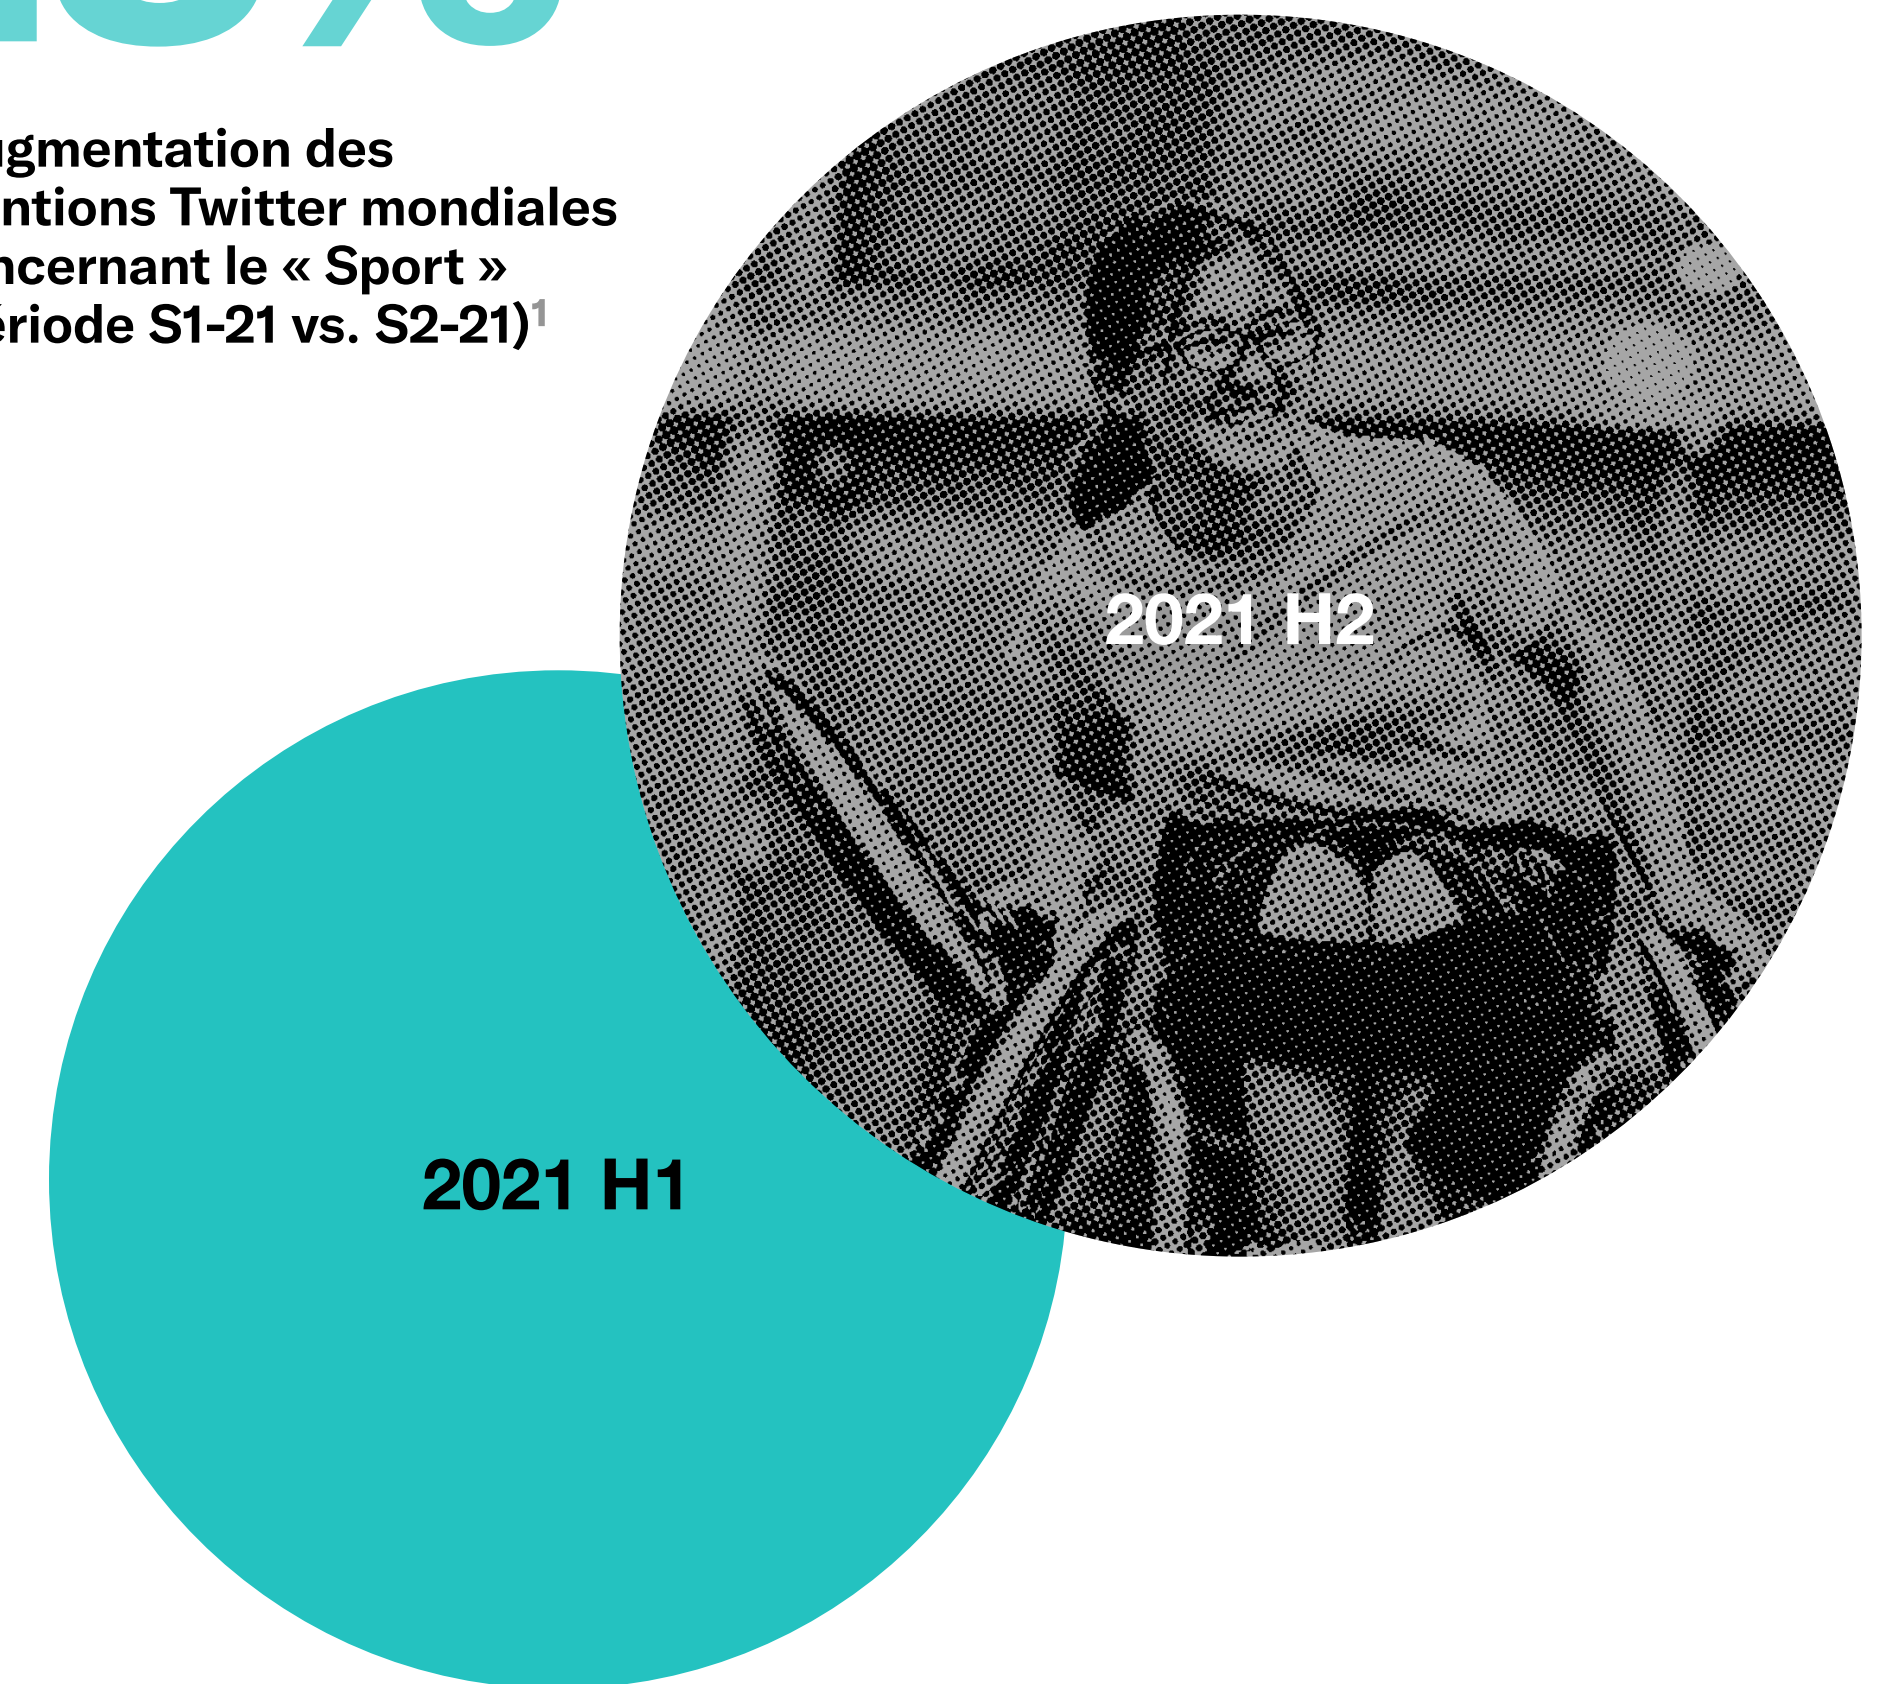 ugmentation des
ntions Twitter mondiales
ncernant le « Sport »
ériode S1-21 vs. S2-21)¹
2021 H2
2021 H1